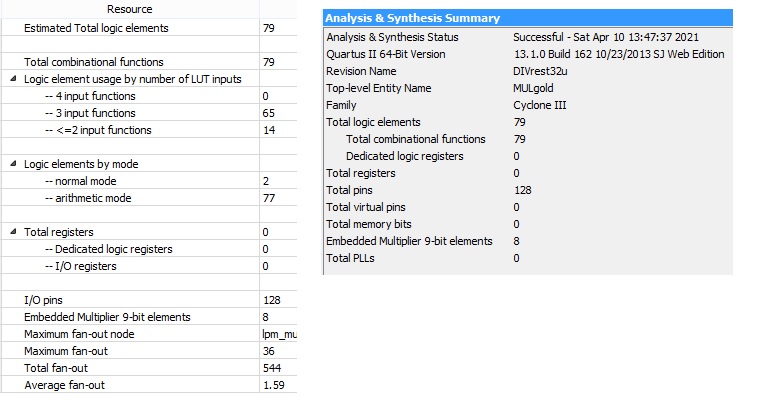 Resource
Estimated Total logic elements 79
Total combinational functions 79
Logic element usage by number of LUT inputs
-- 4 input functions 0
-- 3 input functions 65
-- <=2 input functions 14
Logic elements by mode
-- normal mode 2
-- arithmetic mode 77
Total registers 0
-- Dedicated logic registers 0
-- I/O registers 0
I/O pins 128
Embedded Multiplier 9-bit elements 8
Maximum fan-out node lpm_mu
Maximum fan-out 36
Total fan-out 544
Average fan-out 1.59
Analysis & Synthesis Summary
Analysis & Synthesis Status Successful - Sat Apr 10 13:47:37 2021
Quartus II 64-Bit Version 13.1.0 Build 162 10/23/2013 SJ Web Edition
Revision Name DIVrest32u
Top-level Entity Name MULgold
Family Cyclone III
Total logic elements 79
Total combinational functions 79
Dedicated logic registers 0
Total registers 0
Total pins 128
Total virtual pins 0
Total memory bits 0
Embedded Multiplier 9-bit elements 8
Total PLLs 0